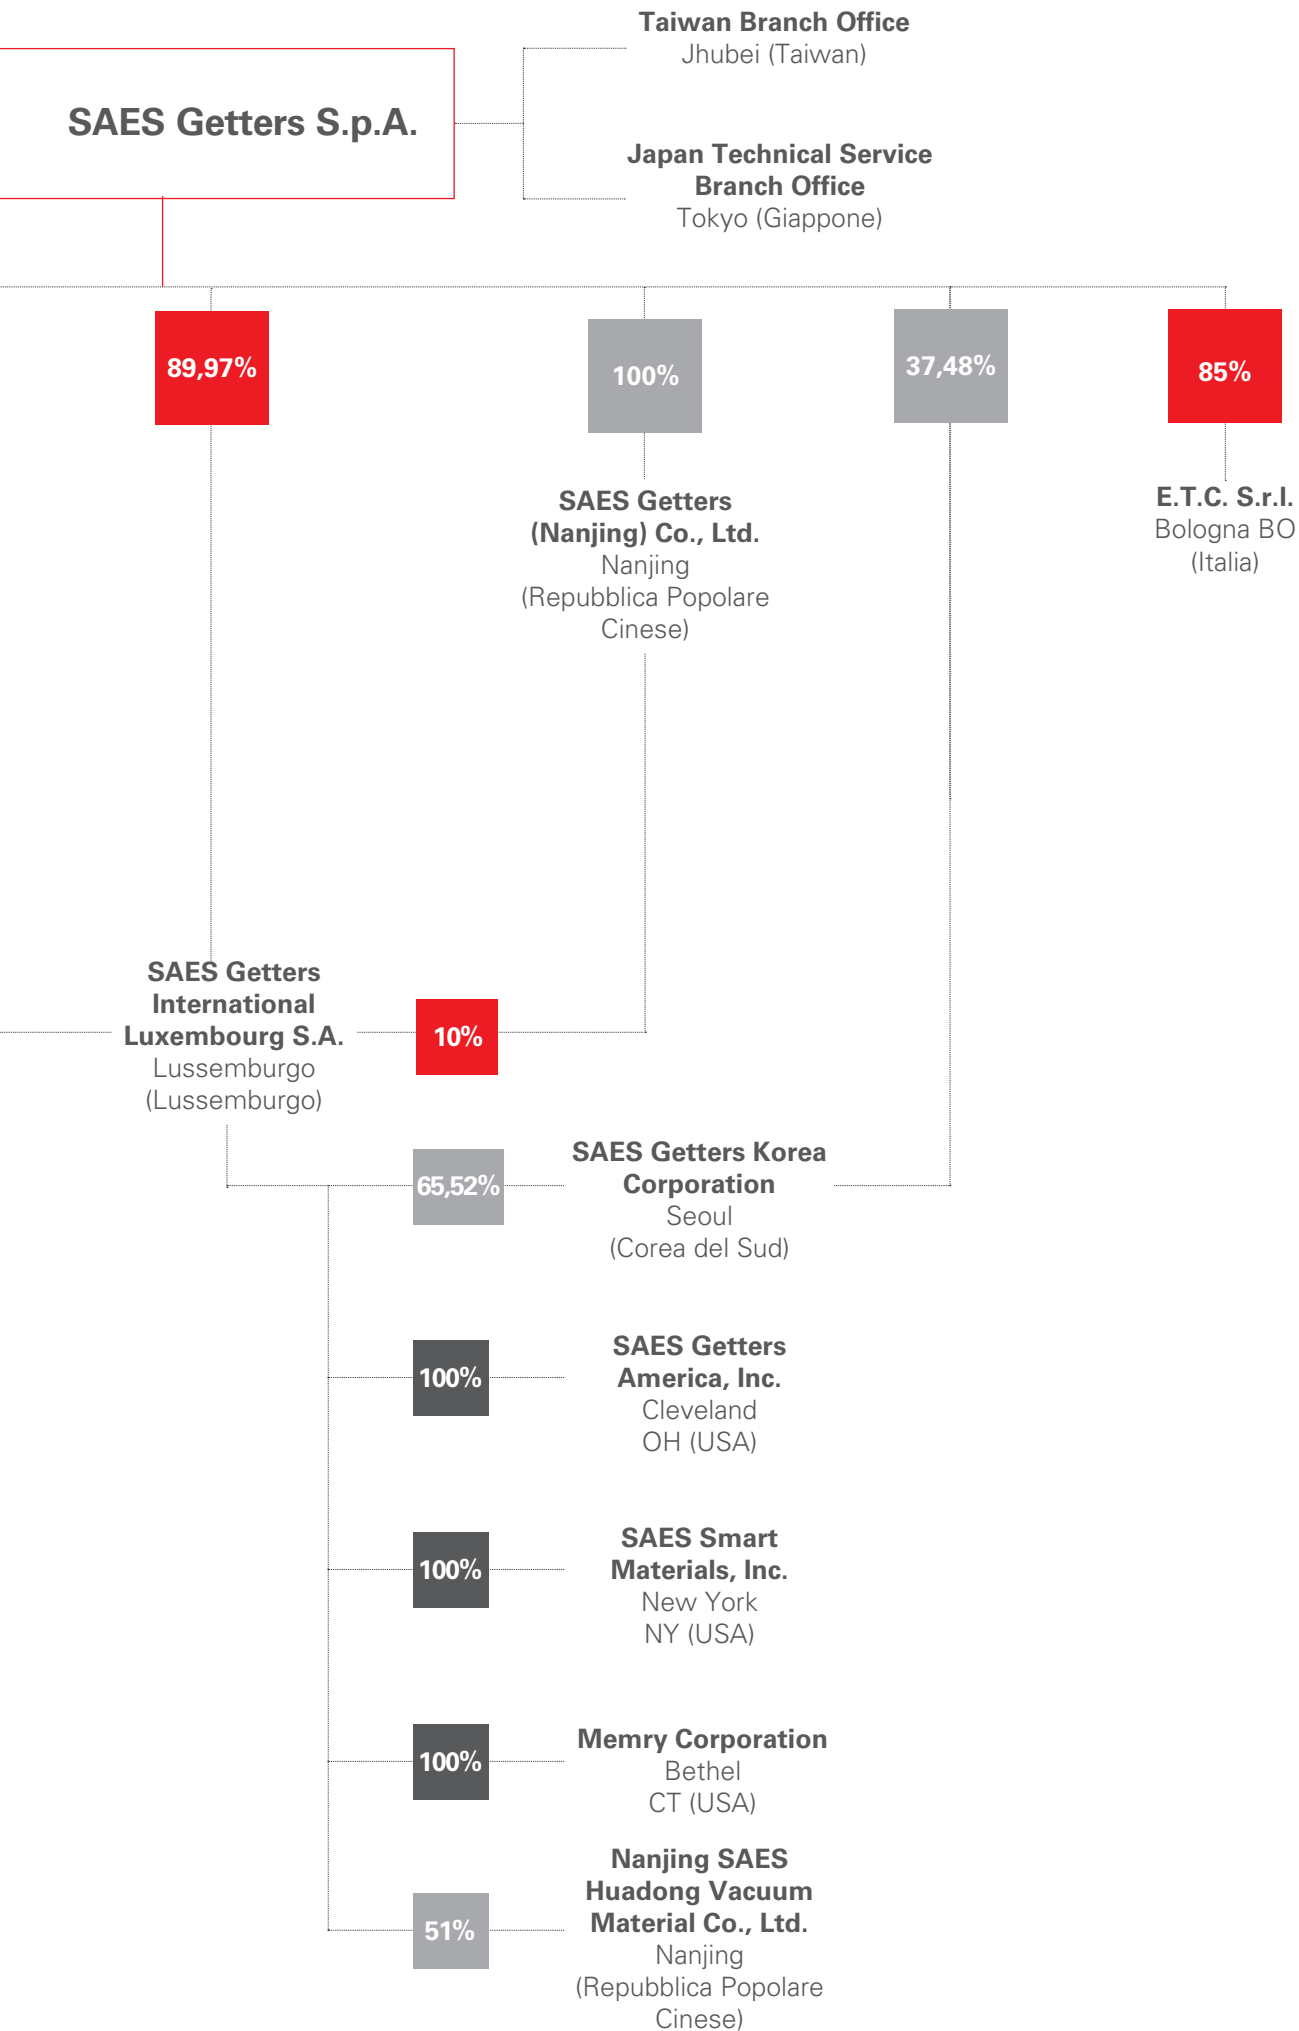 Taiwan Branch Office
Jhubei (Taiwan)
SAES Getters S.p.A.
Japan Technical Service
Branch Office
Tokyo (Giappone)
89,97%
100%
37,48%
85%
SAES Getters
(Nanjing) Co., Ltd.
Nanjing
(Repubblica Popolare
Cinese)
E.T.C. S.r.l.
Bologna BO
(Italia)
SAES Getters
International
Luxembourg S.A.
Lussemburgo
(Lussemburgo)
10%
65,52%
SAES Getters Korea
Corporation
Seoul
(Corea del Sud)
100%
SAES Getters
America, Inc.
Cleveland
OH (USA)
100%
SAES Smart
Materials, Inc.
New York
NY (USA)
100%
Memry Corporation
Bethel
CT (USA)
51%
Nanjing SAES
Huadong Vacuum
Material Co., Ltd.
Nanjing
(Repubblica Popolare
Cinese)